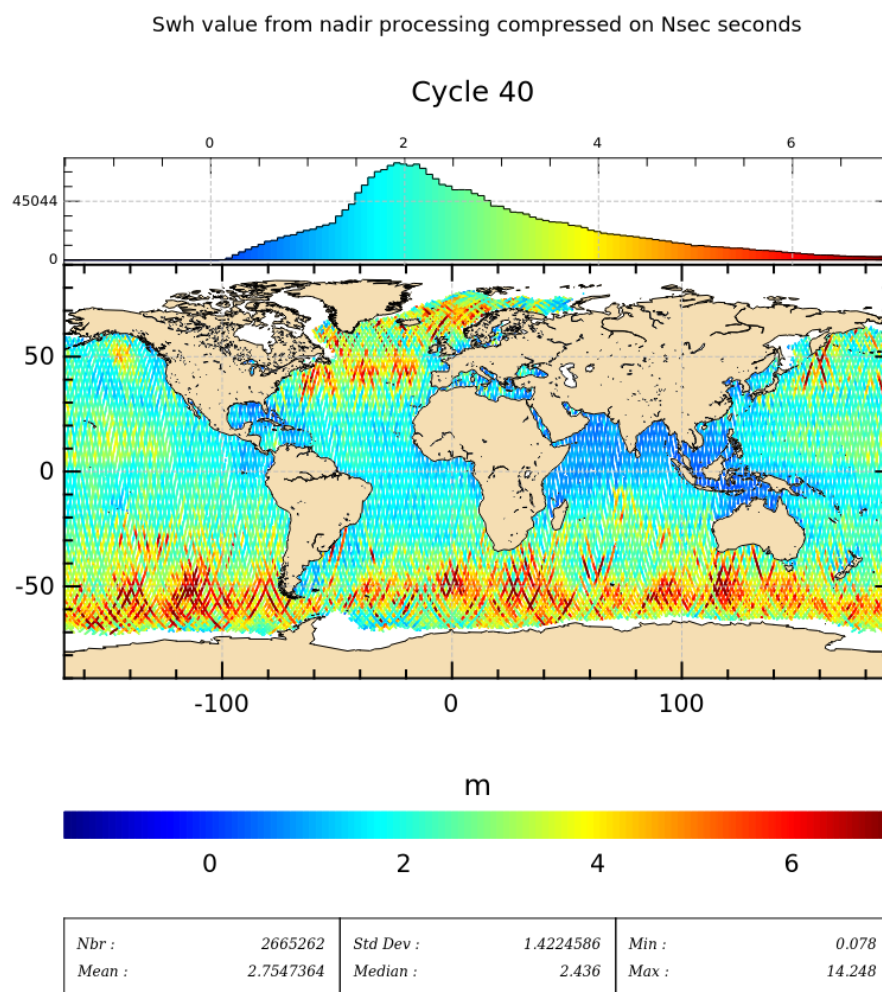 Swh value from nadir processing compressed on Nsec seconds
Cycle 40
0 2 4 6
45044
0
50
0
-50
-100 0 100
m
0 2 4 6
Nbr : 2665262 Std Dev : 1.4224586 Min : 0.078
Mean : 2.7547364 Median : 2.436 Max : 14.248